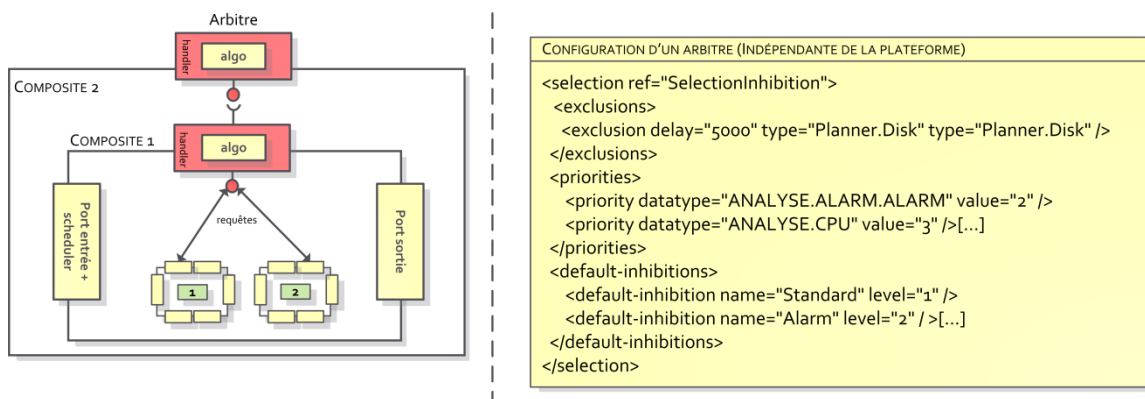 Arbitre
handler
algo
COMPOSITE 2
COMPOSITE 1
handler
algo
requêtes
Port entrée +
scheduler
Port sortie
1
2
CONFIGURATION D'UN ARBITRE (INDÉPENDANTE DE LA PLATEFORME)
<selection ref="SelectionInhibition">
<exclusions>
<exclusion delay="5000" type="Planner.Disk" type="Planner.Disk" />
</exclusions>
<priorities>
<priority datatype="ANALYSE.ALARM.ALARM" value="2" />
<priority datatype="ANALYSE.CPU" value="3" />[...]
</priorities>
<default-inhibitions>
<default-inhibition name="Standard" level="1" />
<default-inhibition name="Alarm" level="2" / >[...]
</default-inhibitions>
</selection>